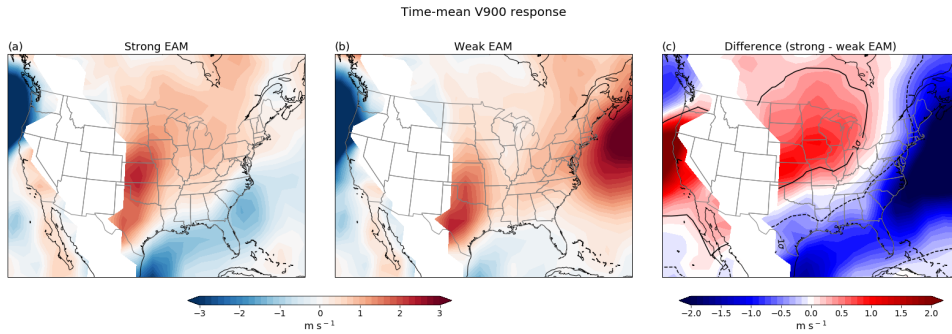 Time-mean V900 response
(a) Strong EAM
(b) Weak EAM
(c) Difference (strong - weak EAM)
10
-10
−3 −2 −1 0 1 2 3
m s⁻¹
−2.0 −1.5 −1.0 −0.5 0.0 0.5 1.0 1.5 2.0
m s⁻¹